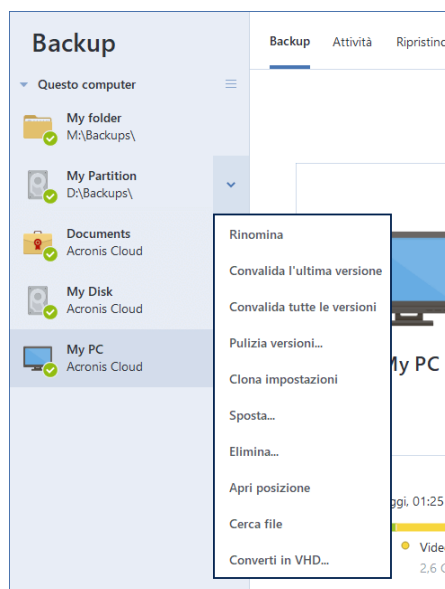 Backup
Backup
Attività
Ripristino
Questo computer
My folder
M:\Backups\
My Partition
D:\Backups\
Documents
Acronis Cloud
My Disk
Acronis Cloud
My PC
Acronis Cloud
Rinomina
Convalida l'ultima versione
Convalida tutte le versioni
Pulizia versioni...
Clona impostazioni
Sposta...
Elimina...
Apri posizione
Cerca file
Converti in VHD...
My PC
ggi, 01:25
Vide
2,6 G